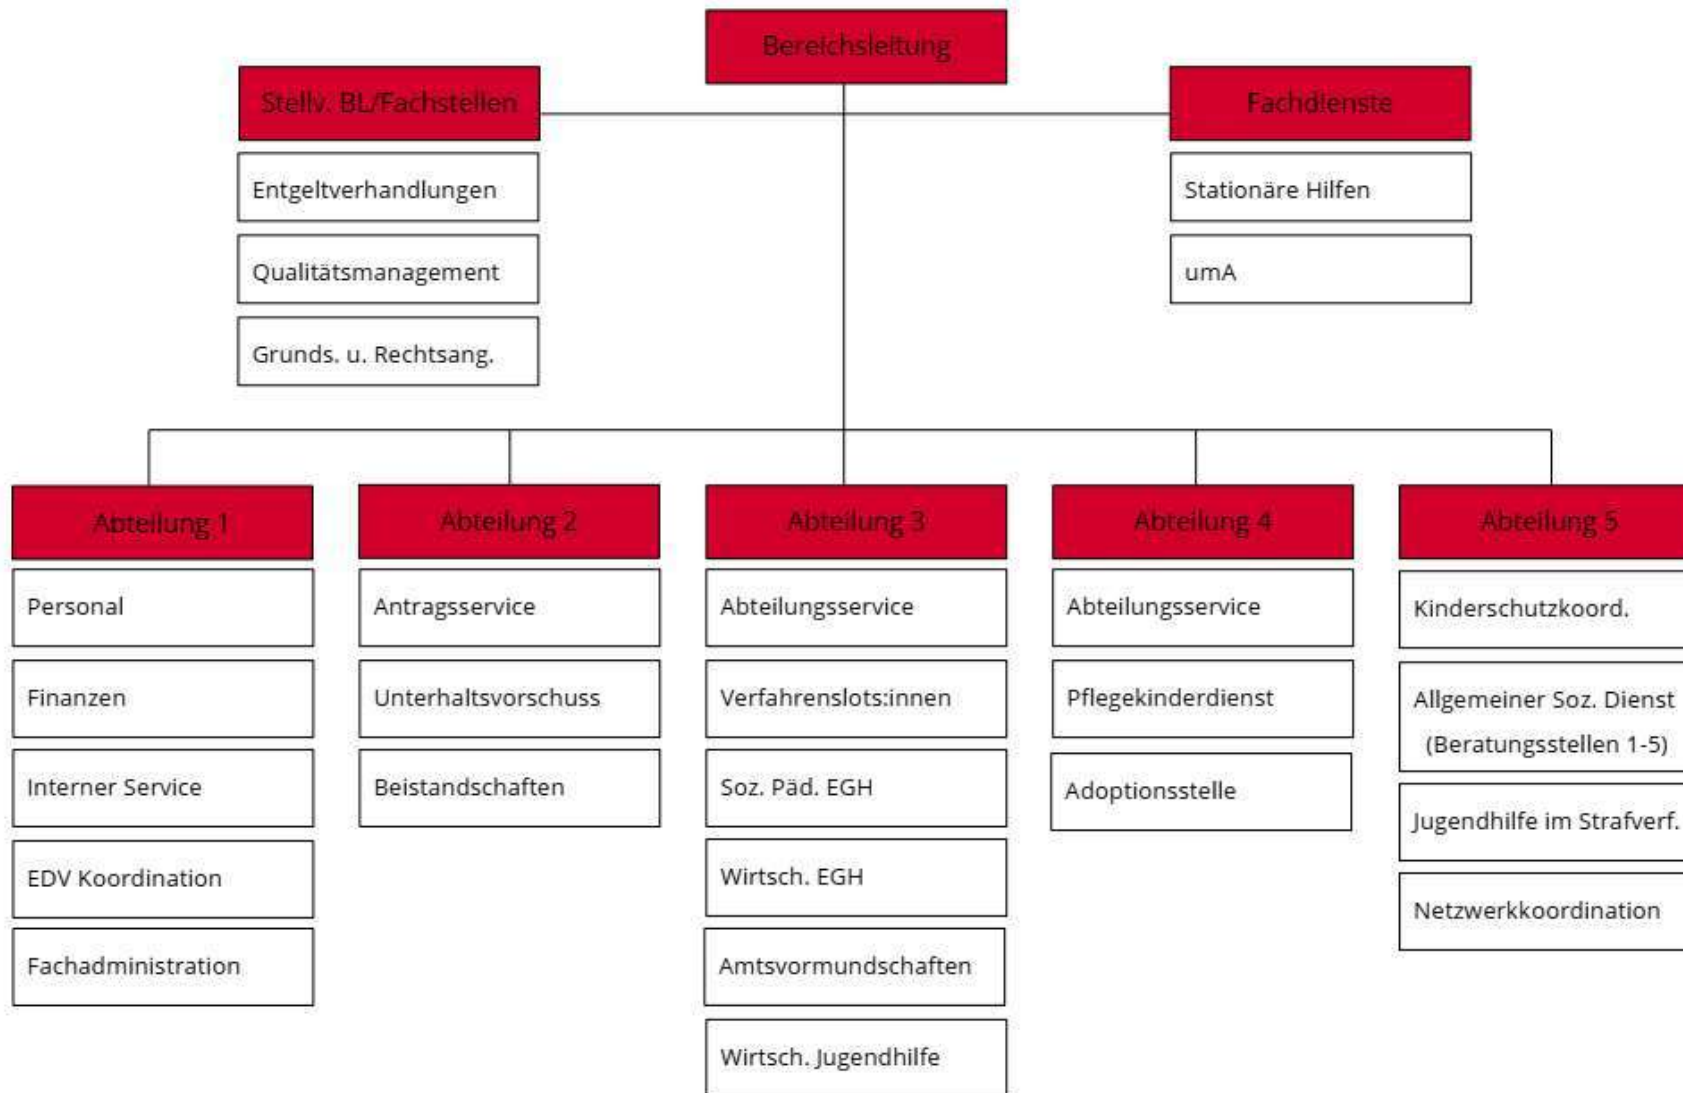 Bereichsleitung
Stellv. BL/Fachstellen
Entgeltverhandlungen
Qualitätsmanagement
Grunds. u. Rechtsang.
Fachdienste
Stationäre Hilfen
umA
Abteilung 1
Personal
Finanzen
Interner Service
EDV Koordination
Fachadministration
Abteilung 2
Antragsservice
Unterhaltsvorschuss
Beistandschaften
Abteilung 3
Abteilungsservice
Verfahrenslots:innen
Soz. Päd. EGH
Wirtsch. EGH
Amtsvormundschaften
Wirtsch. Jugendhilfe
Abteilung 4
Abteilungsservice
Pflegekinderdienst
Adoptionsstelle
Abteilung 5
Kinderschutzkoord.
Allgemeiner Soz. Dienst
(Beratungsstellen 1-5)
Jugendhilfe im Strafverf.
Netzwerkkoordination